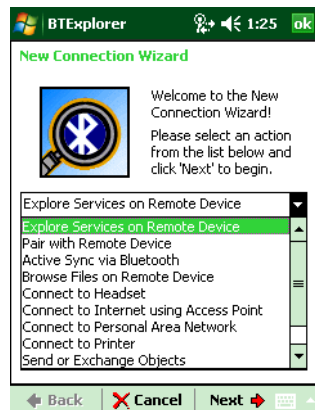 BTExplorer 1:25 ok
New Connection Wizard
Welcome to the New
Connection Wizard!
Please select an action
from the list below and
click 'Next' to begin.
Explore Services on Remote Device
Explore Services on Remote Device
Pair with Remote Device
Active Sync via Bluetooth
Browse Files on Remote Device
Connect to Headset
Connect to Internet using Access Point
Connect to Personal Area Network
Connect to Printer
Send or Exchange Objects
Back Cancel Next